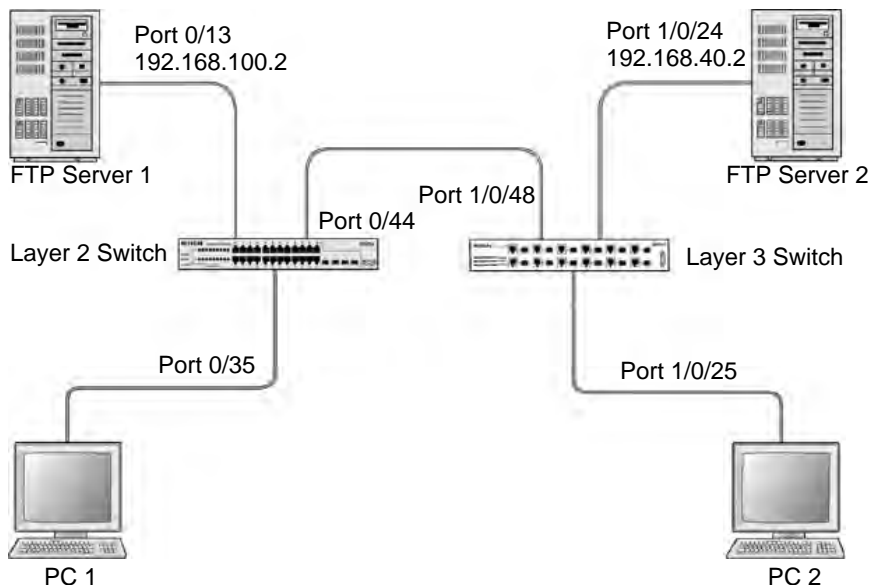 Port 0/13
192.168.100.2
Port 1/0/24
192.168.40.2
FTP Server 1
FTP Server 2
Port 1/0/48
Port 0/44
Layer 2 Switch
Layer 3 Switch
Port 0/35
Port 1/0/25
PC 1
PC 2